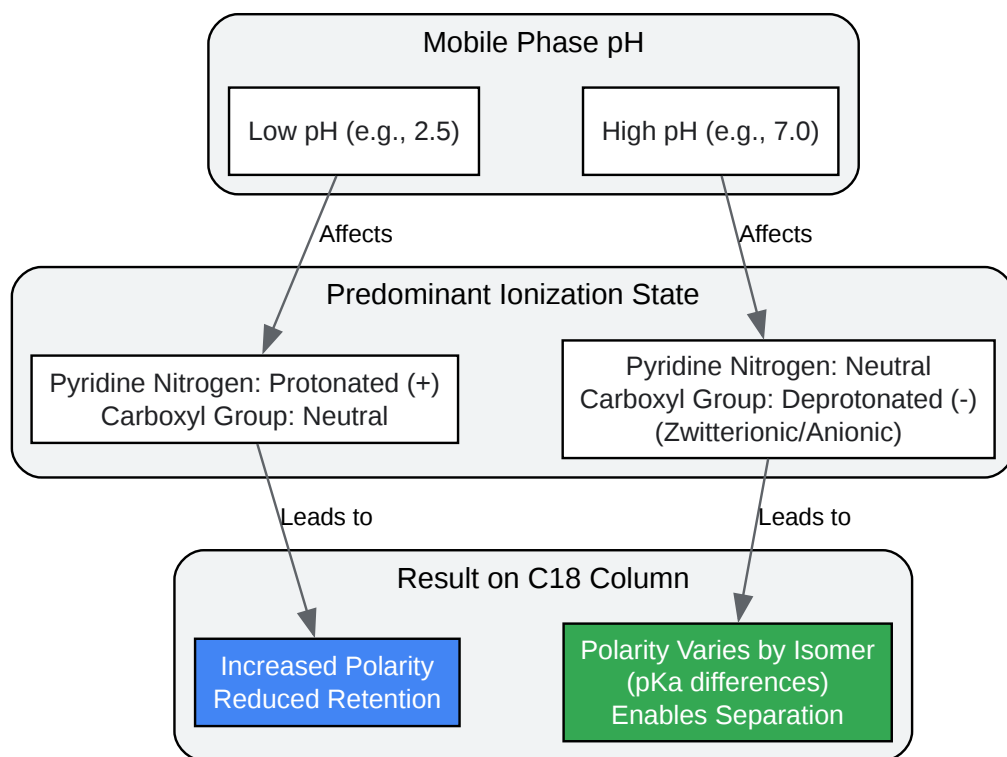 Mobile Phase pH
Low pH (e.g., 2.5)
High pH (e.g., 7.0)
Affects
Affects
Predominant Ionization State
Pyridine Nitrogen: Protonated (+)
Carboxyl Group: Neutral
Pyridine Nitrogen: Neutral
Carboxyl Group: Deprotonated (-)
(Zwitterionic/Anionic)
Leads to
Leads to
Result on C18 Column
Increased Polarity
Reduced Retention
Polarity Varies by Isomer
(pKa differences)
Enables Separation